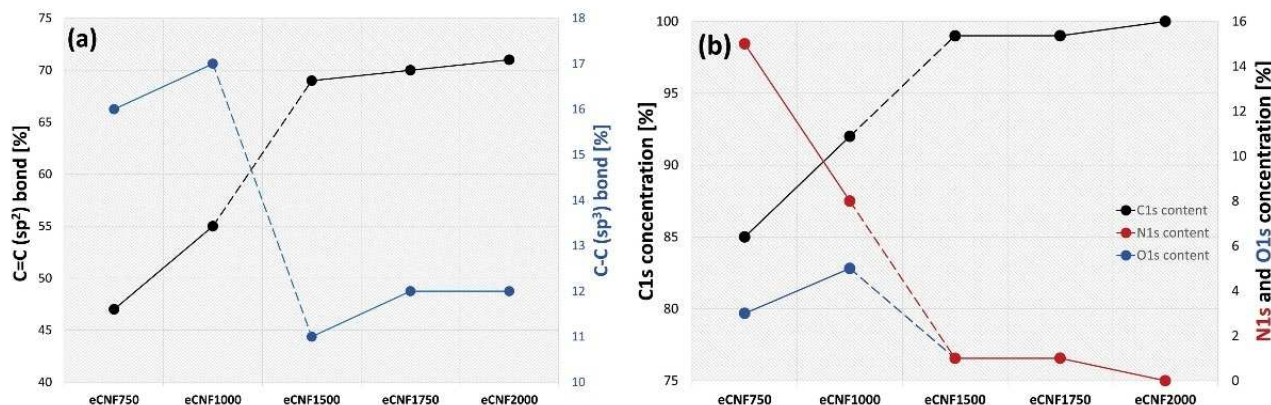 (a)
C=C (sp²) bond [%]
75
70
65
60
55
50
45
40
18
17
16
15
14
13
12
11
10
C-C (sp³) bond [%]
eCNF750 eCNF1000 eCNF1500 eCNF1750 eCNF2000
(b)
C1s concentration [%]
100
95
90
85
80
75
16
14
12
10
8
6
4
2
0
N1s and O1s concentration [%]
C1s content
N1s content
O1s content
eCNF750 eCNF1000 eCNF1500 eCNF1750 eCNF2000